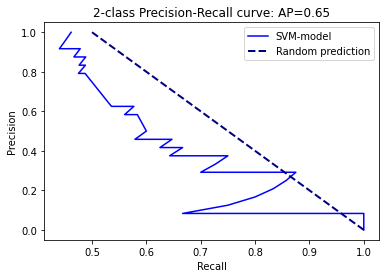 2-class Precision-Recall curve: AP=0.65
SVM-model
Random prediction
Precision
1.0
0.8
0.6
0.4
0.2
0.0
0.5 0.6 0.7 0.8 0.9 1.0
Recall